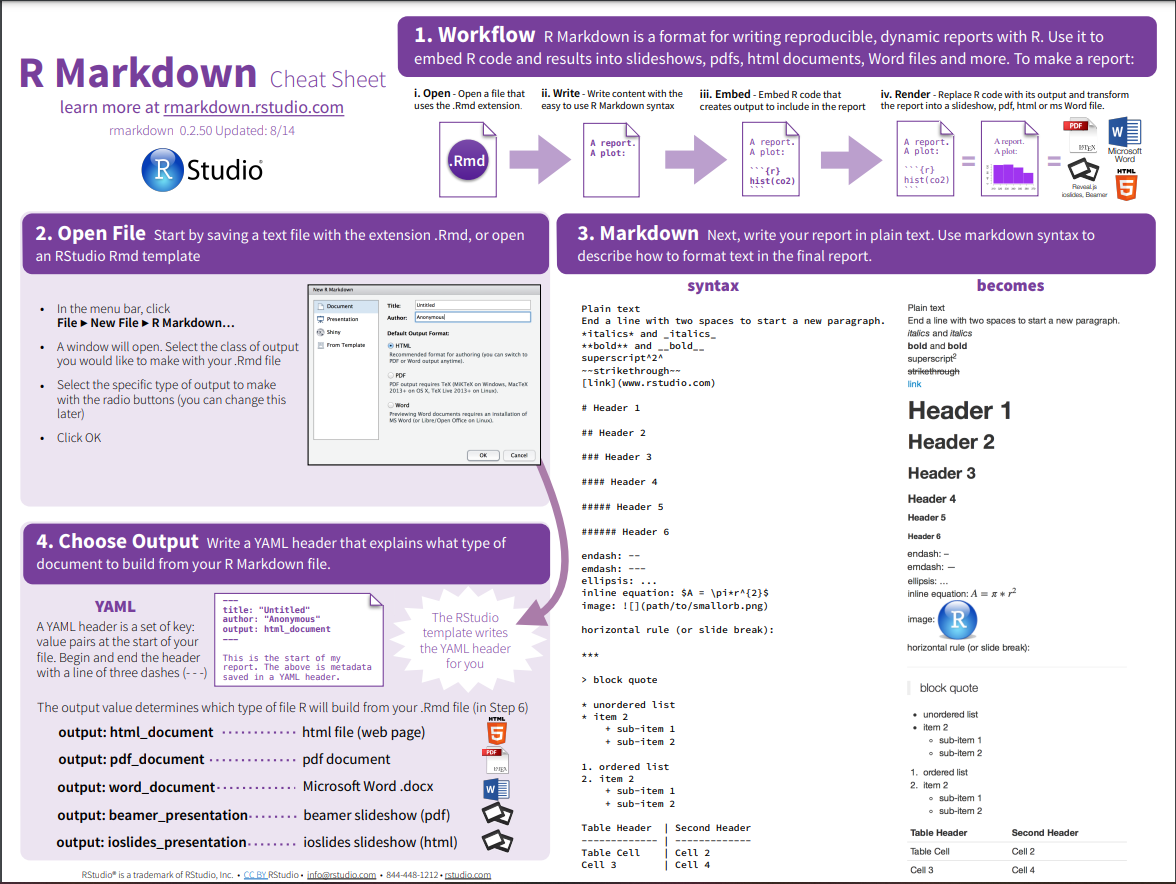 R Markdown Cheat Sheet
learn more at rmarkdown.rstudio.com
rmarkdown 0.2.50 Updated: 8/14
R Studio®
1. Workflow R Markdown is a format for writing reproducible, dynamic reports with R. Use it to
embed R code and results into slideshows, pdfs, html documents, Word files and more. To make a report:
i. Open - Open a file that
uses the .Rmd extension.
ii. Write - Write content with the
easy to use R Markdown syntax
iii. Embed - Embed R code that
creates output to include in the report
iv. Render - Replace R code with its output and transform
the report into a slideshow, pdf, html or ms Word file.
.Rmd
A report.
A plot:
A report.
A plot:
```{r}
hist(co2)
```
A report.
A plot:
```{r}
hist(co2)
```
=
A report.
A plot:
=
PDF
LATEX
W
Microsoft
Word
Reveal.js
ioslides, Beamer
HTML
5
2. Open File Start by saving a text file with the extension .Rmd, or open
an RStudio Rmd template
• In the menu bar, click
File ▸ New File ▸ R Markdown…
• A window will open. Select the class of output
you would like to make with your .Rmd file
• Select the specific type of output to make
with the radio buttons (you can change this
later)
• Click OK
New R Markdown
Document
Presentation
Shiny
From Template
Title: Untitled
Author: Anonymous
Default Output Format:
HTML
Recommended format for authoring (you can switch to
PDF or Word output anytime).
PDF
PDF output requires TeX (MiKTeX on Windows, MacTeX
2013+ on OS X, TeX Live 2013+ on Linux).
Word
Previewing Word documents requires an installation of
MS Word (or Libre/Open Office on Linux).
OK Cancel
4. Choose Output Write a YAML header that explains what type of
document to build from your R Markdown file.
YAML
A YAML header is a set of key:
value pairs at the start of your
file. Begin and end the header
with a line of three dashes (- - -)
---
title: "Untitled"
author: "Anonymous"
output: html_document
---
This is the start of my
report. The above is metadata
saved in a YAML header.
The RStudio
template writes
the YAML header
for you
The output value determines which type of file R will build from your .Rmd file (in Step 6)
output: html_document ··········· html file (web page)
HTML
5
output: pdf_document ··········· pdf document
PDF
LATEX
output: word_document ··········· Microsoft Word .docx
W
output: beamer_presentation ······· beamer slideshow (pdf)
output: ioslides_presentation ······· ioslides slideshow (html)
3. Markdown Next, write your report in plain text. Use markdown syntax to
describe how to format text in the final report.
syntax
Plain text
End a line with two spaces to start a new paragraph.
*italics* and _italics_
**bold** and __bold__
superscript^2^
~~strikethrough~~
[link](www.rstudio.com)
# Header 1
## Header 2
### Header 3
#### Header 4
##### Header 5
###### Header 6
endash: --
emdash: ---
ellipsis: ...
inline equation: $A = \pi*r^{2}$
image: ![](path/to/smallorb.png)
horizontal rule (or slide break):
***
> block quote
* unordered list
* item 2
+ sub-item 1
+ sub-item 2
1. ordered list
2. item 2
+ sub-item 1
+ sub-item 2
Table Header | Second Header
------------- | -------------
Table Cell | Cell 2
Cell 3 | Cell 4
becomes
Plain text
End a line with two spaces to start a new paragraph.
italics and italics
bold and bold
superscript²
strikethrough
link
Header 1
Header 2
Header 3
Header 4
Header 5
Header 6
endash: –
emdash: —
ellipsis: …
inline equation: A = π ∗ r²
image: R
horizontal rule (or slide break):
block quote
• unordered list
• item 2
◦ sub-item 1
◦ sub-item 2
1. ordered list
2. item 2
◦ sub-item 1
◦ sub-item 2
Table Header Second Header
Table Cell Cell 2
Cell 3 Cell 4
RStudio® is a trademark of RStudio, Inc. • CC BY RStudio • info@rstudio.com • 844-448-1212 • rstudio.com